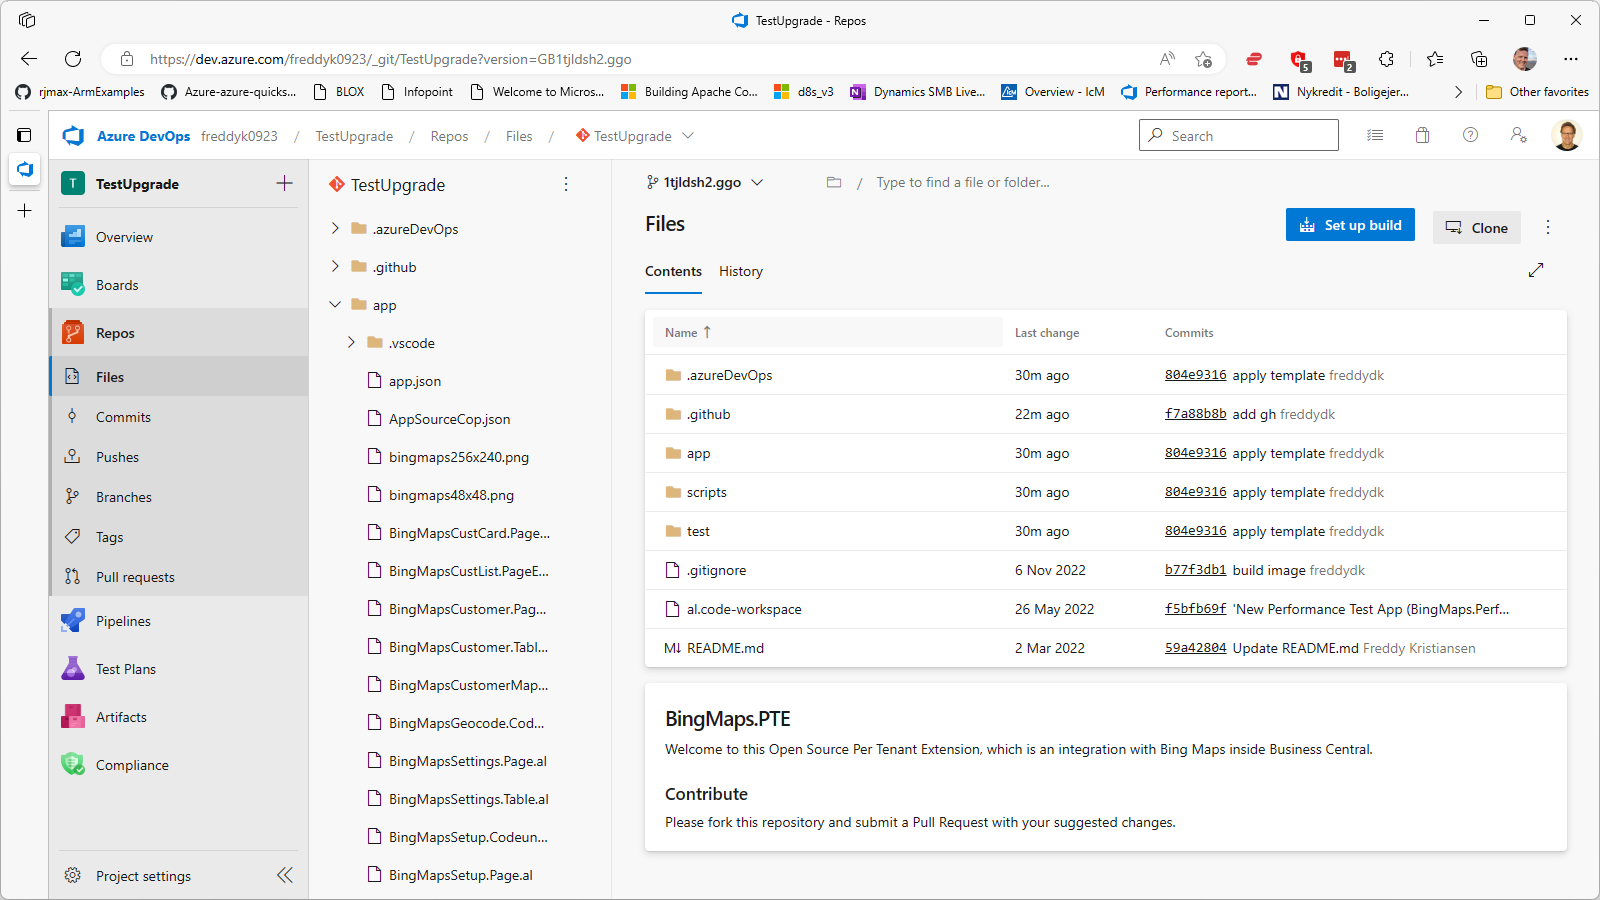 TestUpgrade - Repos
https://dev.azure.com/freddyk0923/_git/TestUpgrade?version=GB1tjldsh2.ggo
5
2
rjmax-ArmExamples
Azure-azure-quicks...
BLOX
Infopoint
Welcome to Micros...
Building Apache Co...
d8s_v3
Dynamics SMB Live...
Overview - IcM
Performance report...
Nykredit - Boligejer...
Other favorites
Azure DevOps freddyk0923 / TestUpgrade / Repos / Files / TestUpgrade
Search
T TestUpgrade
Overview
Boards
Repos
Files
Commits
Pushes
Branches
Tags
Pull requests
Pipelines
Test Plans
Artifacts
Compliance
Project settings
TestUpgrade
.azureDevOps
.github
app
.vscode
app.json
AppSourceCop.json
bingmaps256x240.png
bingmaps48x48.png
BingMapsCustCard.Page...
BingMapsCustList.PageE...
BingMapsCustomer.Pag...
BingMapsCustomer.Tabl...
BingMapsCustomerMap...
BingMapsGeocode.Cod...
BingMapsSettings.Page.al
BingMapsSettings.Table.al
BingMapsSetup.Codeun...
BingMapsSetup.Page.al
1tjldsh2.ggo / Type to find a file or folder...
Files
Set up build
Clone
Contents History
Name ↑ Last change Commits
.azureDevOps 30m ago 804e9316 apply template freddydk
.github 22m ago f7a88b8b add gh freddydk
app 30m ago 804e9316 apply template freddydk
scripts 30m ago 804e9316 apply template freddydk
test 30m ago 804e9316 apply template freddydk
.gitignore 6 Nov 2022 b77f3db1 build image freddydk
al.code-workspace 26 May 2022 f5bfb69f 'New Performance Test App (BingMaps.Perf...
M↓ README.md 2 Mar 2022 59a42804 Update README.md Freddy Kristiansen
BingMaps.PTE
Welcome to this Open Source Per Tenant Extension, which is an integration with Bing Maps inside Business Central.
Contribute
Please fork this repository and submit a Pull Request with your suggested changes.